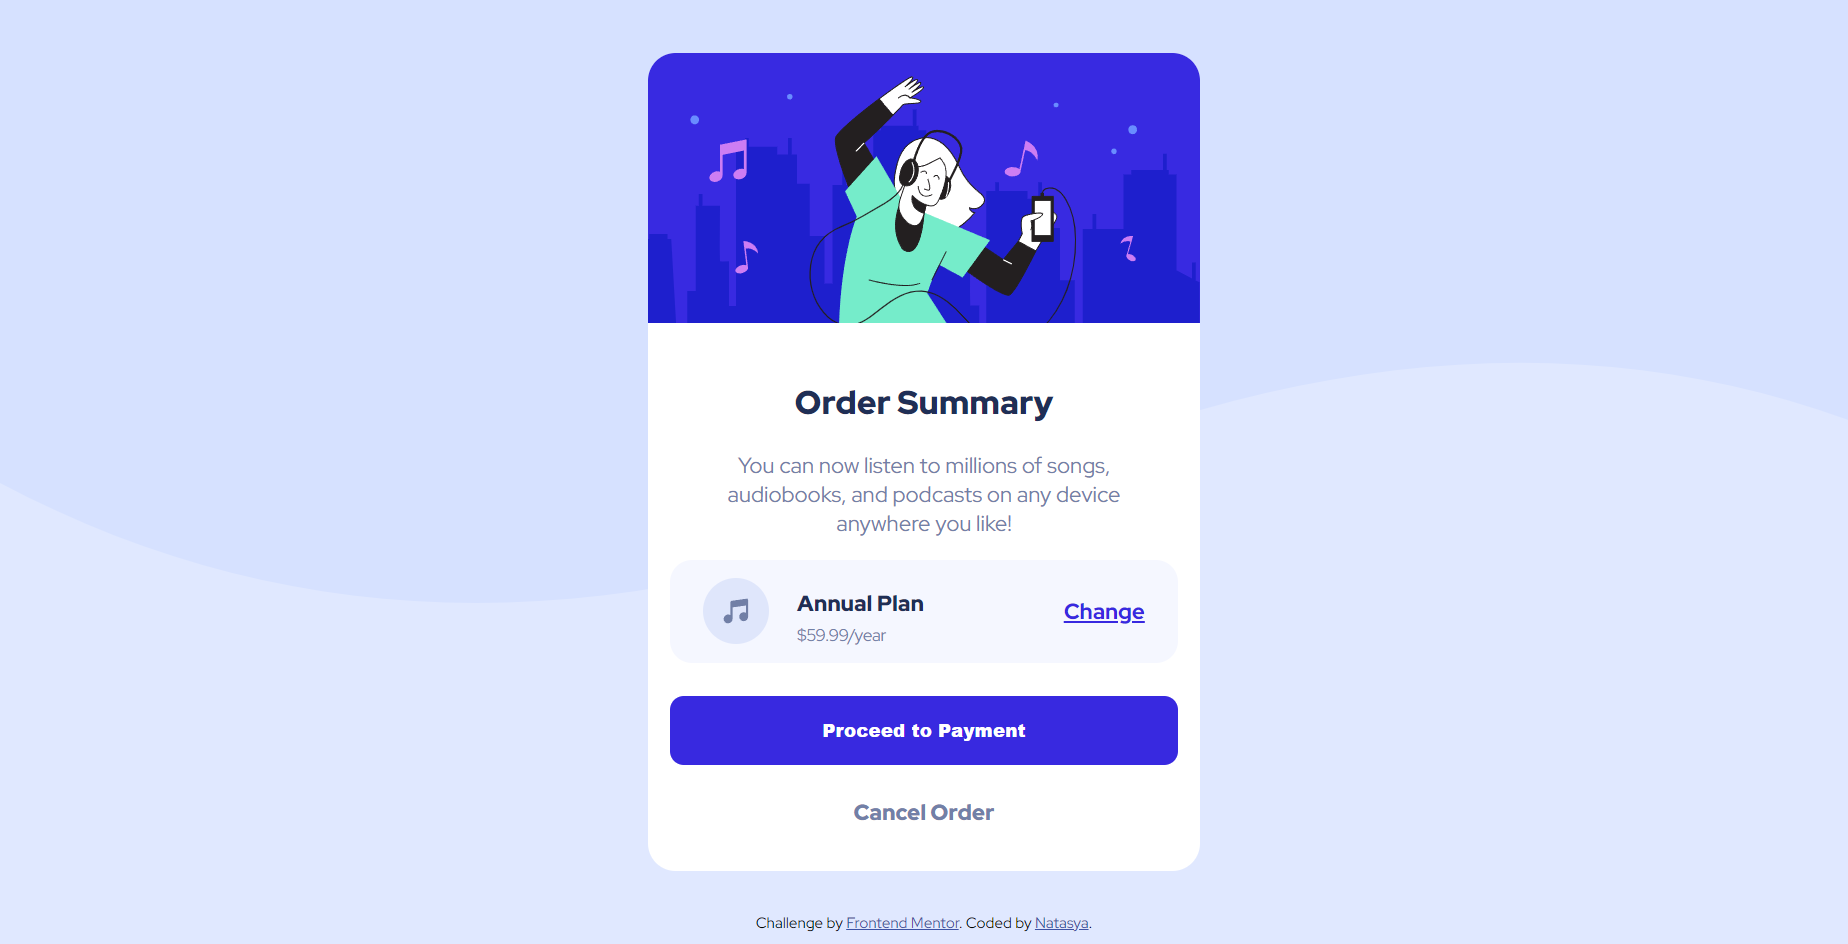 Order Summary
You can now listen to millions of songs,
audiobooks, and podcasts on any device
anywhere you like!
Annual Plan
$59.99/year
Change
Proceed to Payment
Cancel Order
Challenge by Frontend Mentor. Coded by Natasya.